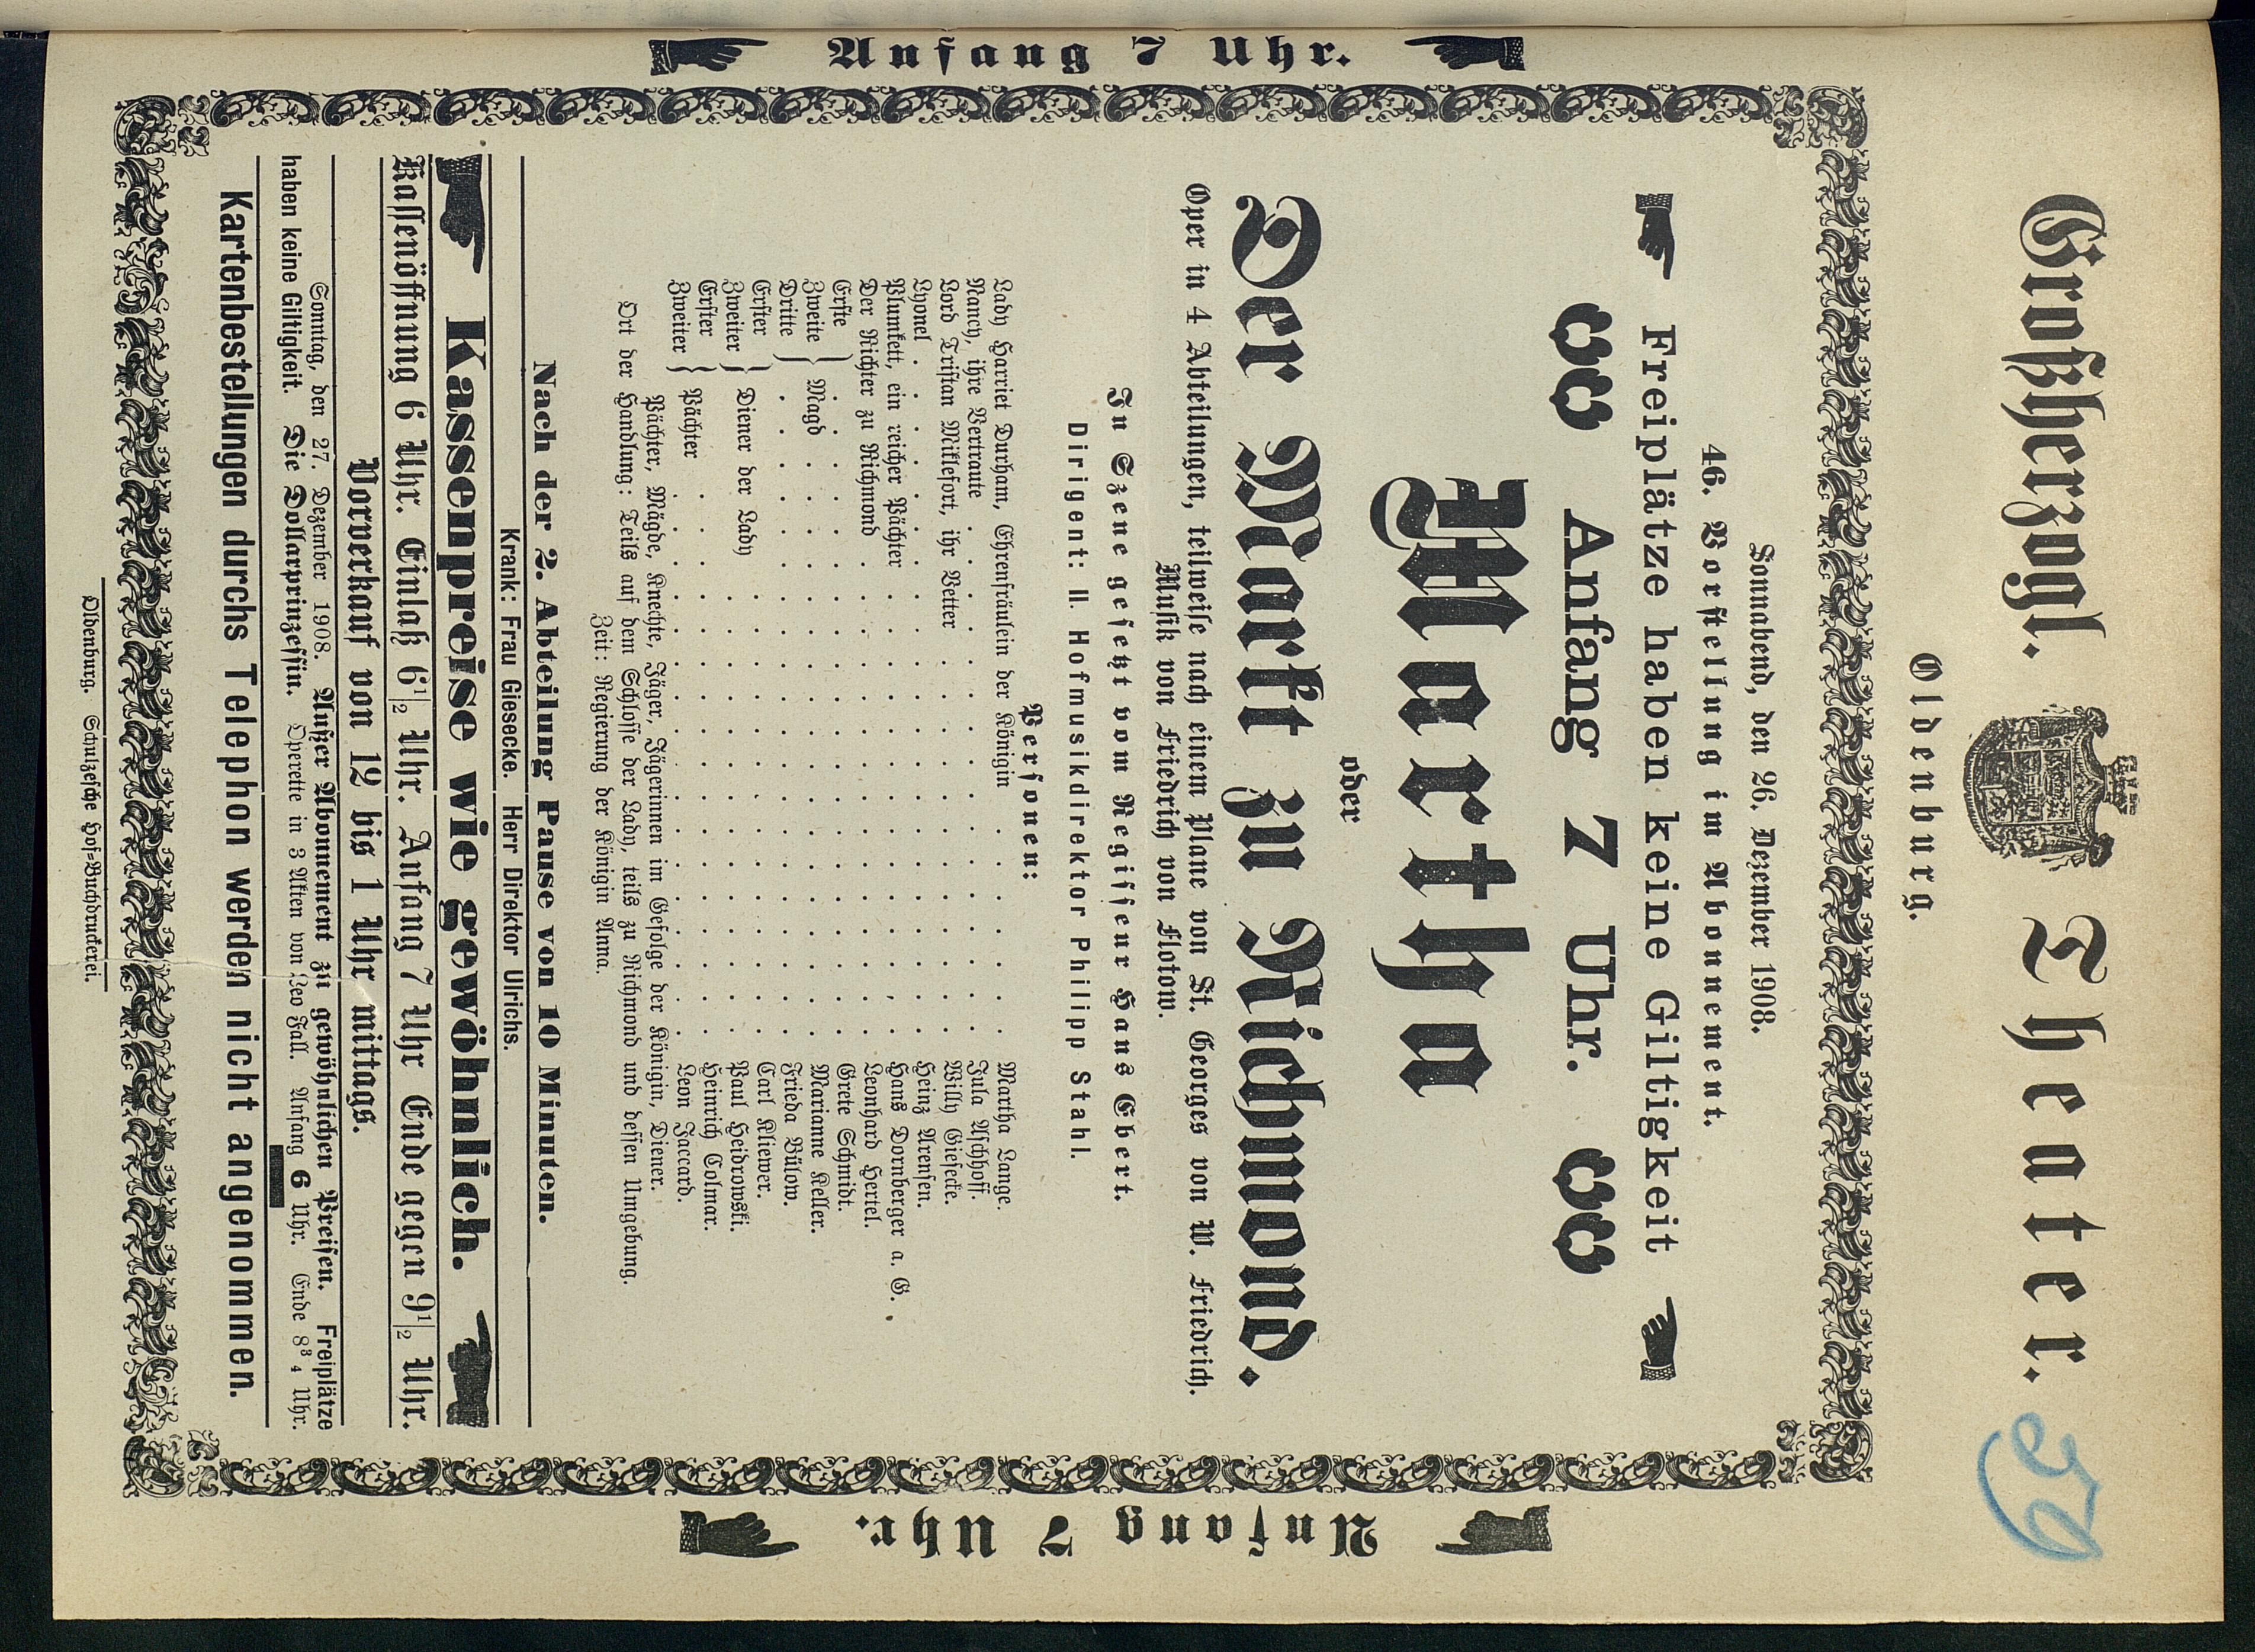 Großherzogl. Theater.
Oldenburg.
Sonnabend, den 26. Dezember 1908.
46. Vorstellung im Abonnement.
Freiplätze haben keine Giltigkeit
Anfang 7 Uhr.
Martha
oder
Der Markt zu Richmond.
Oper in 4 Abteilungen, teilweise nach einem Plane von St. Georges von W. Friedrich.
Musik von Friedrich von Flotow.
In Szene gesetzt vom Regisseur Hans Ebert.
Dirigent: II. Hofmusikdirektor Philipp Stahl.
Personen:
Lady Harriet Durham, Ehrenfräulein der Königin . . . . Martha Lange.
Nancy, ihre Vertraute . . . . Jula Aschhoff.
Lord Tristan Miklefort, ihr Vetter . . . . Willy Giesecke.
Lyonel . . . . Heinz Arensen.
Plumkett, ein reicher Pächter . . . . Hans Dornberger a. G.
Der Richter zu Richmond . . . . Leonhard Hertel.
Erste } . . . . Grete Schmidt.
Zweite } Magd . . . . Marianne Keller.
Dritte } . . . . Frieda Bülow.
Erster } . . . . Carl Kliewer.
Zweiter } Diener der Lady . . . . Paul Heidrowski.
Erster } . . . . Heinrich Colmar.
Zweiter } Pächter . . . . Leon Jaccard.
Pächter, Mägde, Knechte, Jäger, Jägerinnen im Gefolge der Königin, Diener.
Ort der Handlung: Teils auf dem Schlosse der Lady, teils zu Richmond und dessen Umgebung.
Zeit: Regierung der Königin Anna.
Nach der 2. Abteilung Pause von 10 Minuten.
Krank: Frau Giesecke. Herr Direktor Ulrichs.
Kassenpreise wie gewöhnlich.
Kassenöffnung 6 Uhr. Einlaß 6 1/2 Uhr. Anfang 7 Uhr Ende gegen 9 1/2 Uhr.
Vorverkauf von 12 bis 1 Uhr mittags.
Sonntag, den 27. Dezember 1908. Außer Abonnement zu gewöhnlichen Preisen. Freiplätze
haben keine Giltigkeit. Die Dollarprinzessin. Operette in 3 Akten von Leo Fall. Anfang 6 Uhr. Ende 8 3/4 Uhr.
Kartenbestellungen durchs Telephon werden nicht angenommen.
Oldenburg. Schulzesche Hof-Buchdruckerei.
Anfang 7 Uhr.
Anfang 7 Uhr.